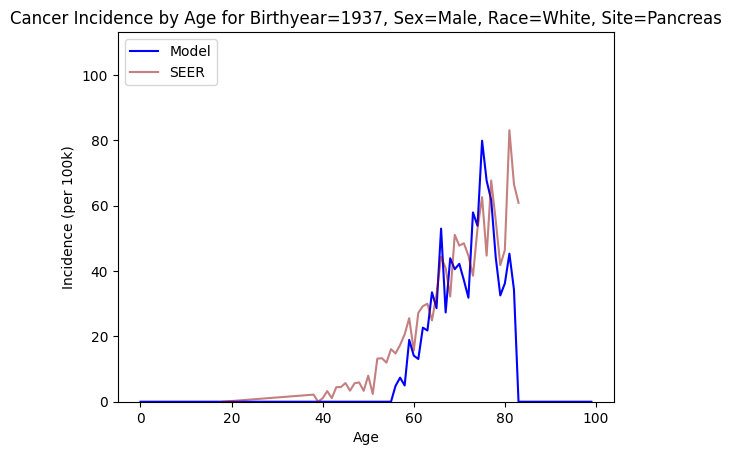 Cancer Incidence by Age for Birthyear=1937, Sex=Male, Race=White, Site=Pancreas
Model
SEER
Incidence (per 100k)
100
80
60
40
20
0
0 20 40 60 80 100
Age